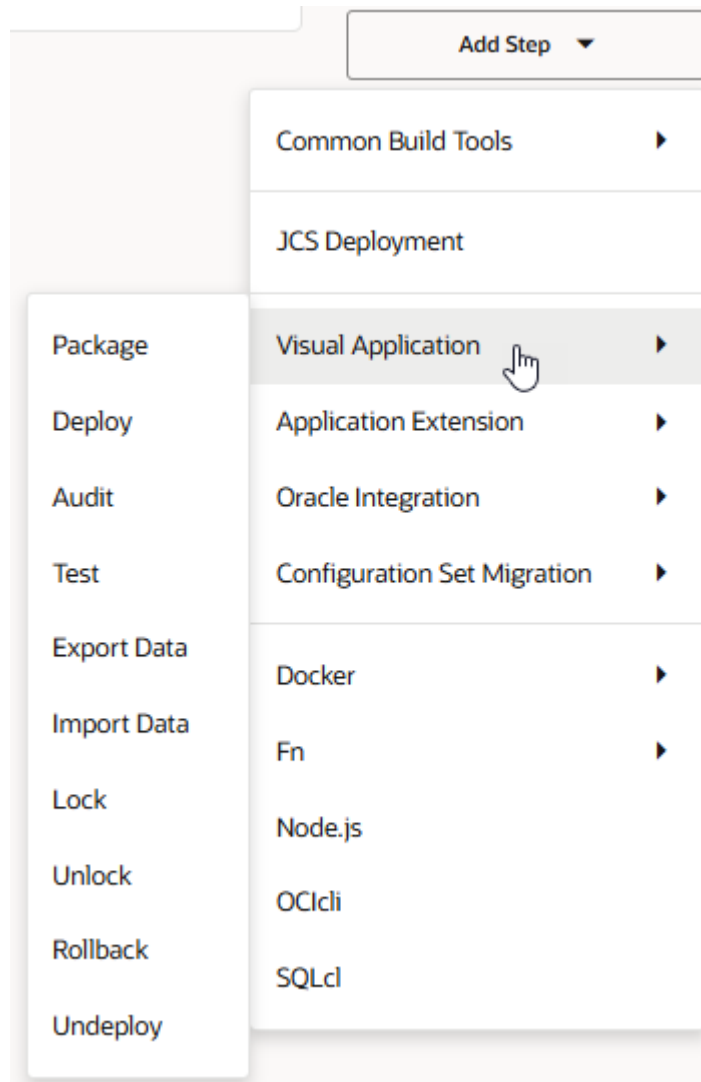 Add Step
Common Build Tools
JCS Deployment
Visual Application
Application Extension
Oracle Integration
Configuration Set Migration
Docker
Fn
Node.js
OCIcli
SQLcl
Package
Deploy
Audit
Test
Export Data
Import Data
Lock
Unlock
Rollback
Undeploy